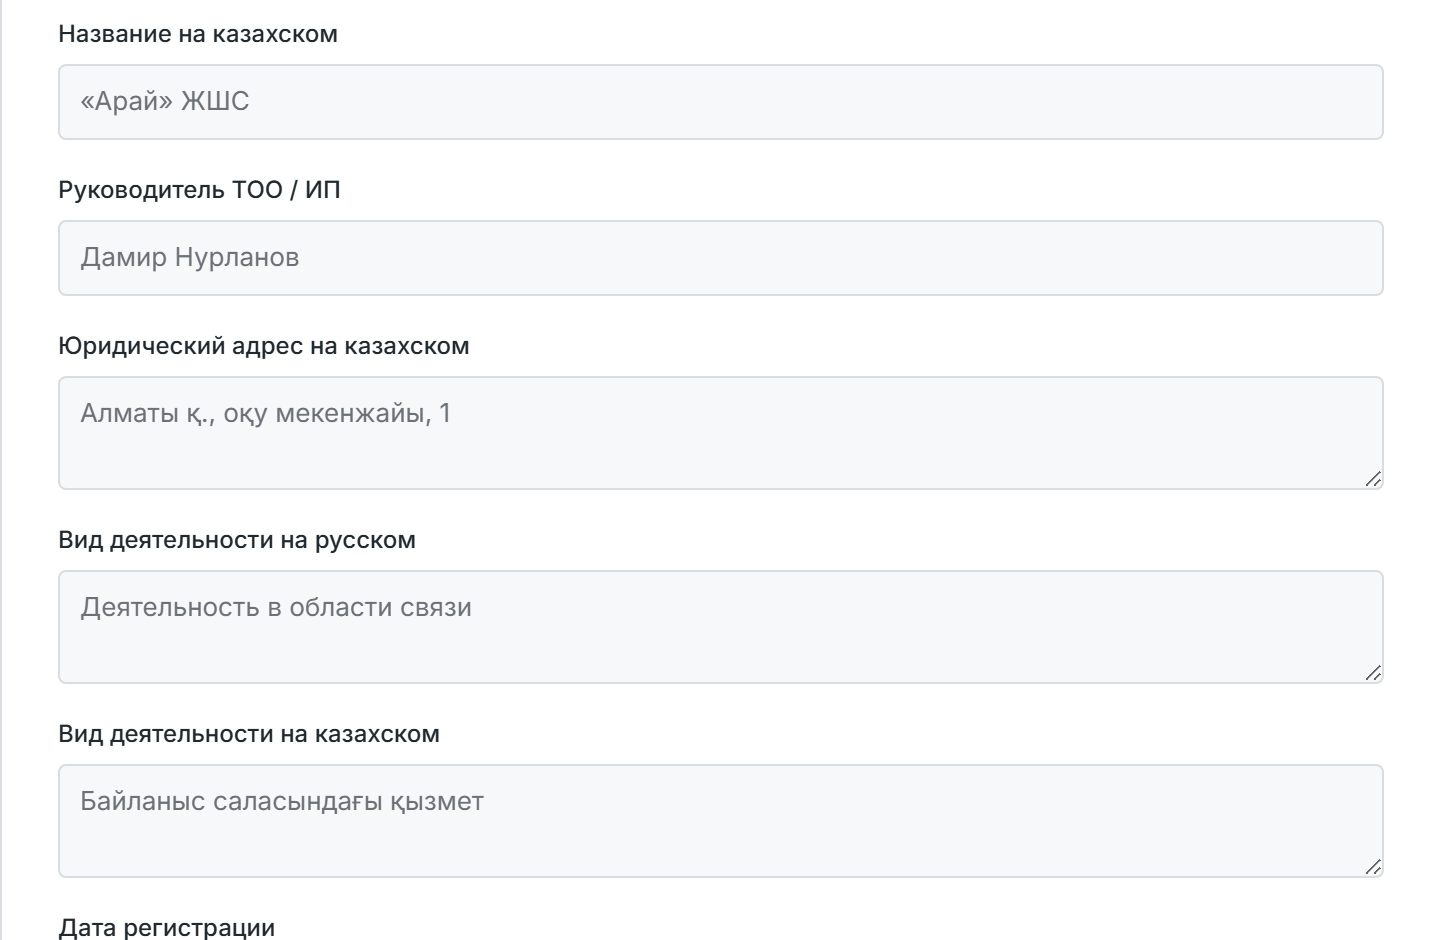 Название на казахском
«Арай» ЖШС
Руководитель ТОО / ИП
Дамир Нурланов
Юридический адрес на казахском
Алматы қ., оқу мекенжайы, 1
Вид деятельности на русском
Деятельность в области связи
Вид деятельности на казахском
Байланыс саласындағы қызмет
Дата регистрации